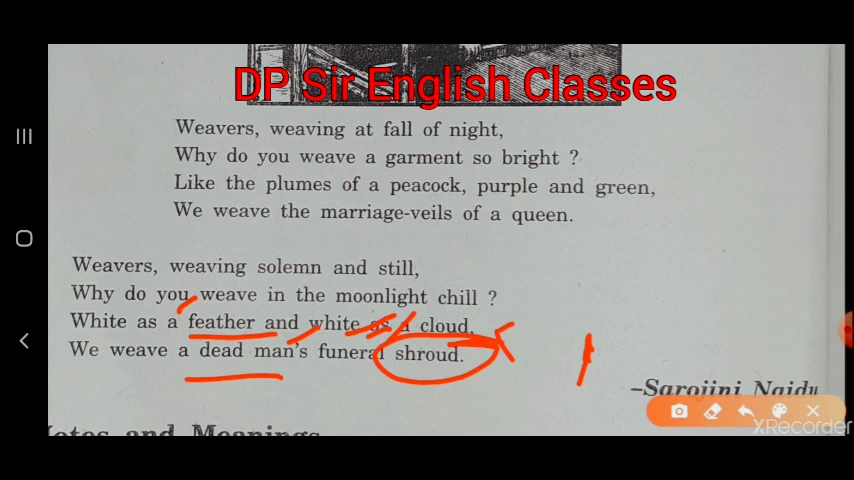 DP Sir English Classes
Weavers, weaving at fall of night,
Why do you weave a garment so bright ?
Like the plumes of a peacock, purple and green,
We weave the marriage-veils of a queen.
Weavers, weaving solemn and still,
Why do you weave in the moonlight chill ?
White as a feather and white as a cloud,
We weave a dead man's funeral shroud.
–Sarojini Naidu
Notes and Meanings
XRecorder